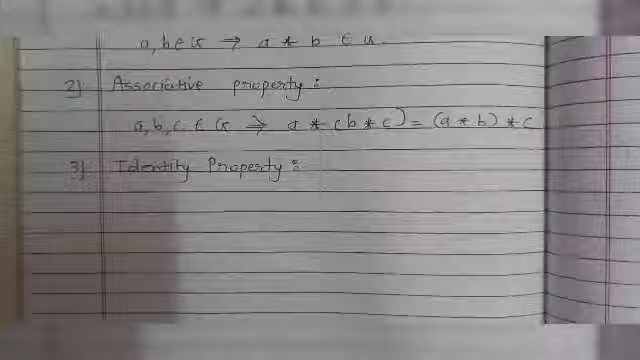 a, b ∈ G ⇒ a * b ∈ G
2) Associative property :
a, b, c ∈ G ⇒ a * (b * c) = (a * b) * c
3) Identity Property :